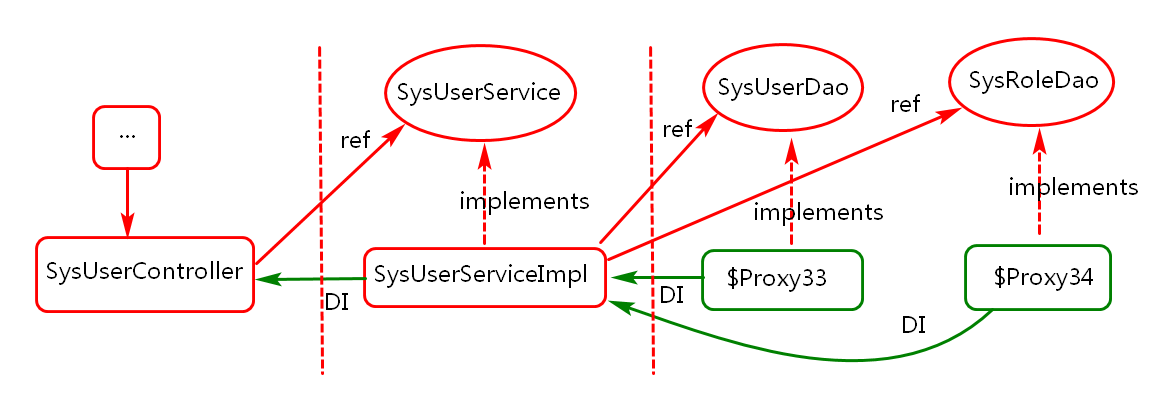 SysUserService
SysUserDao
SysRoleDao
...
ref
ref
ref
implements
implements
implements
SysUserController
SysUserServiceImpl
$Proxy33
$Proxy34
DI
DI
DI